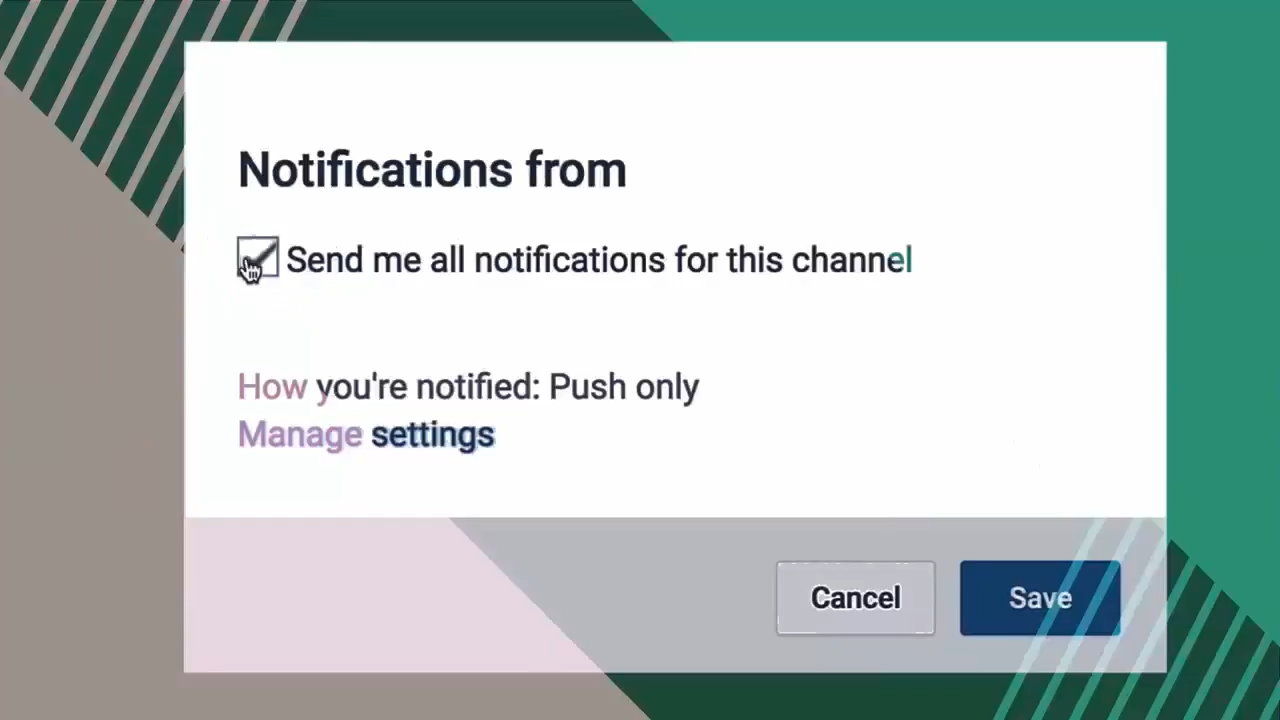 Notifications from
Send me all notifications for this channel
How you're notified: Push only
Manage settings
Cancel
Save